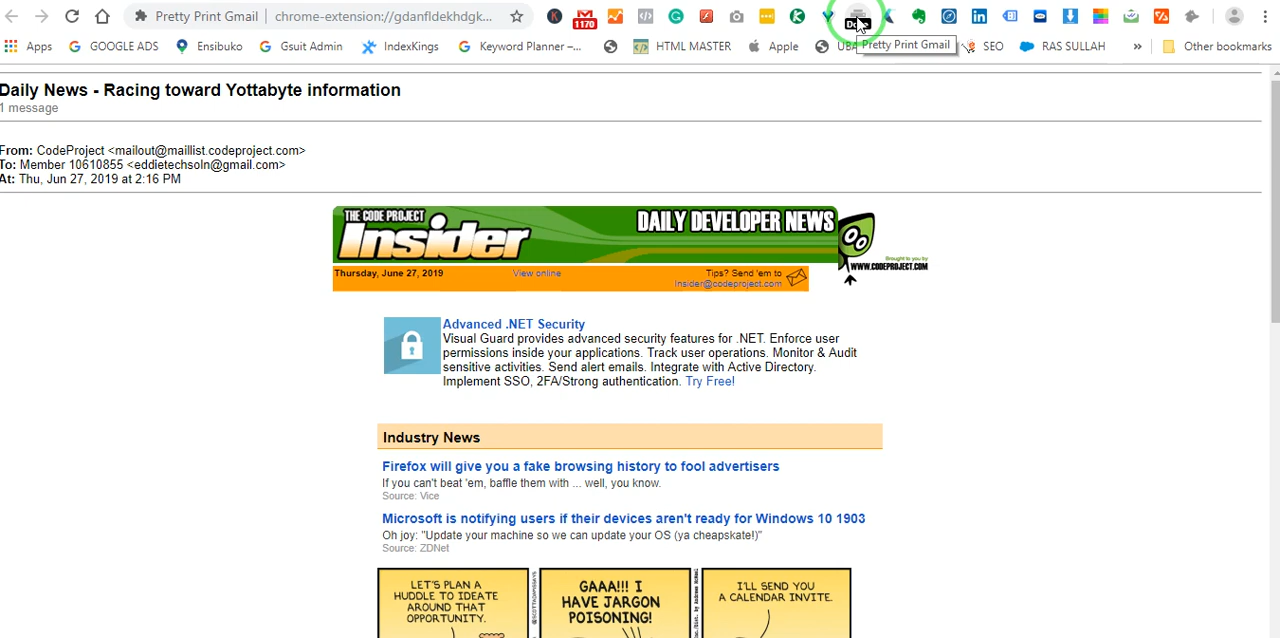 Pretty Print Gmail | chrome-extension://gdanfldekhdgk...
1170
Apps GOOGLE ADS Ensibuko Gsuit Admin IndexKings Keyword Planner –... HTML MASTER Apple UBA Pretty Print Gmail SEO RAS SULLAH » Other bookmarks
Daily News - Racing toward Yottabyte information
1 message
From: CodeProject <mailout@maillist.codeproject.com>
To: Member 10610855 <eddietechsoln@gmail.com>
At: Thu, Jun 27, 2019 at 2:16 PM
THE CODE PROJECT
Insider
DAILY DEVELOPER NEWS
Brought to you by
WWW.CODEPROJECT.COM
Thursday, June 27, 2019 View online Tips? Send 'em to
Insider@codeproject.com
Advanced .NET Security
Visual Guard provides advanced security features for .NET. Enforce user
permissions inside your applications. Track user operations. Monitor & Audit
sensitive activities. Send alert emails. Integrate with Active Directory.
Implement SSO, 2FA/Strong authentication. Try Free!
Industry News
Firefox will give you a fake browsing history to fool advertisers
If you can't beat 'em, baffle them with ... well, you know.
Source: Vice
Microsoft is notifying users if their devices aren't ready for Windows 10 1903
Oh joy: "Update your machine so we can update your OS (ya cheapskate!)"
Source: ZDNet
LET'S PLAN A
HUDDLE TO IDEATE
AROUND THAT
OPPORTUNITY.
GAAA!!! I
HAVE JARGON
POISONING!
I'LL SEND YOU
A CALENDAR INVITE.